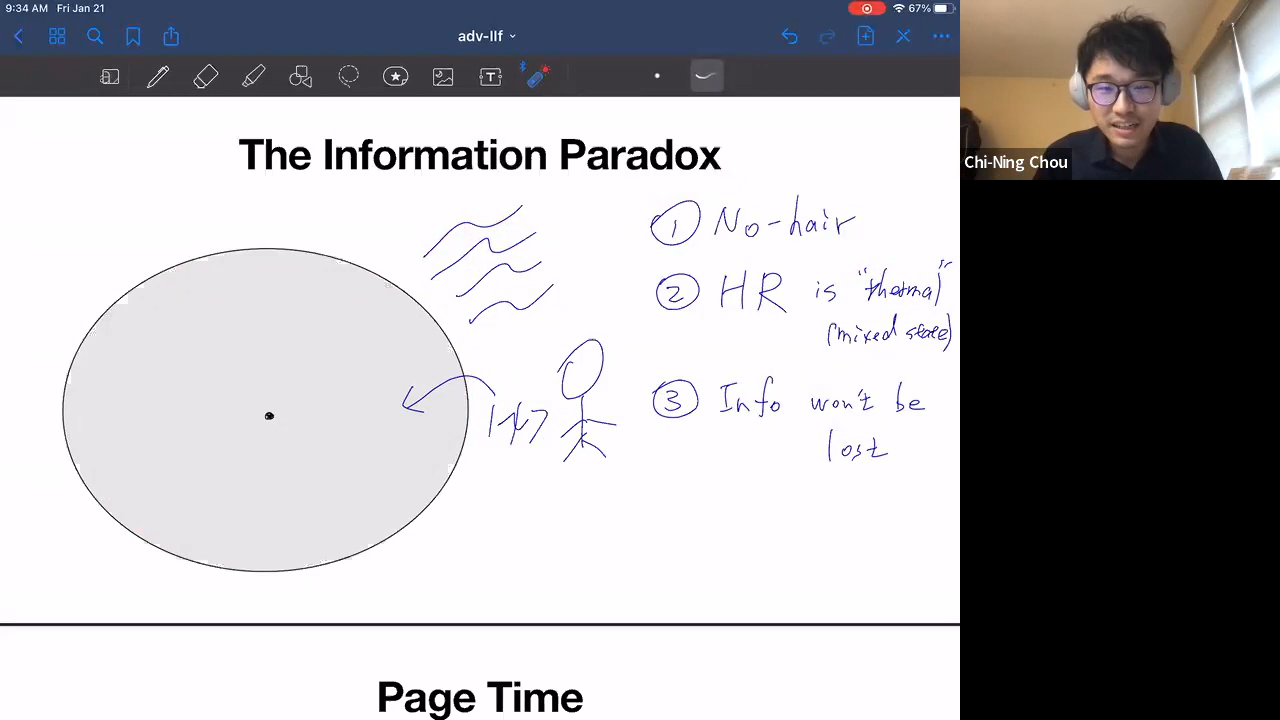 9:34 AM Fri Jan 21
67%
adv-llf
The Information Paradox
Chi-Ning Chou
① No-hair
② HR is "thermal"
(mixed state)
|ψ>
③ Info won't be
lost
Page Time